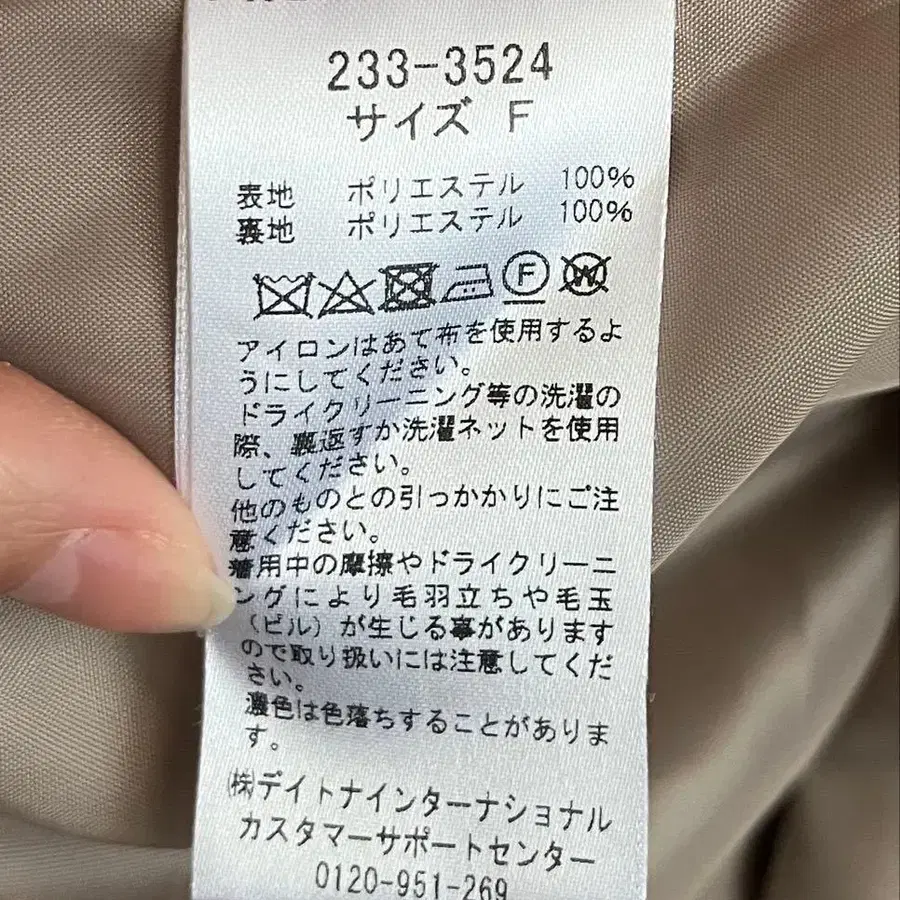 233-3524
サイズ F
表地 ポリエステル 100%
裏地 ポリエステル 100%
F W
アイロンはあて布を使用するよ
うにしてください。
ドライクリーニング等の洗濯の
際、裏返すか洗濯ネットを使用
してください。
他のものとの引っかかりにご注
意ください。
着用中の摩擦やドライクリーニ
ングにより毛羽立ちや毛玉
(ピル)が生じる事があります
ので取り扱いには注意してくだ
さい。
濃色は色落ちすることがありま
す。
(株)デイトナインターナショナル
カスタマーサポートセンター
0120-951-269